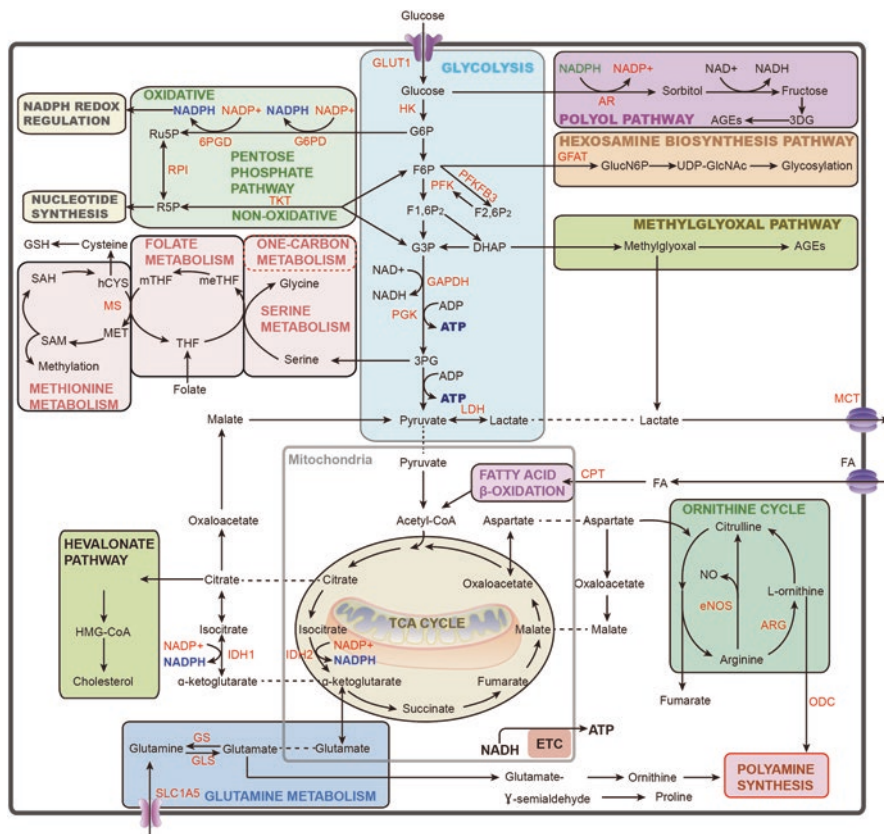 Glucose
GLUT1
GLYCOLYSIS
Glucose
HK
G6P
F6P
PFK
PFKFB3
F1,6P2
F2,6P2
G3P
DHAP
NAD+
NADH
GAPDH
PGK
ADP
ATP
3PG
ADP
ATP
Pyruvate
LDH
Lactate
Lactate
MCT
OXIDATIVE
NADPH
NADP+
NADPH
NADP+
Ru5P
6PGD
G6PD
RPI
PENTOSE
PHOSPHATE
PATHWAY
TKT
R5P
NON-OXIDATIVE
NADPH REDOX
REGULATION
NUCLEOTIDE
SYNTHESIS
NADPH
NADP+
NAD+
NADH
AR
Sorbitol
Fructose
POLYOL PATHWAY
AGEs
3DG
HEXOSAMINE BIOSYNTHESIS PATHWAY
GFAT
GlucN6P
UDP-GlcNAc
Glycosylation
METHYLGLYOXAL PATHWAY
Methylglyoxal
AGEs
GSH
Cysteine
SAH
hCYS
MS
MET
SAM
Methylation
METHIONINE
METABOLISM
FOLATE
METABOLISM
mTHF
meTHF
THF
Folate
ONE-CARBON
METABOLISM
Glycine
SERINE
METABOLISM
Serine
Malate
Oxaloacetate
Citrate
Isocitrate
NADP+
NADPH
IDH1
α-ketoglutarate
HEVALONATE
PATHWAY
HMG-CoA
Cholesterol
Mitochondria
Pyruvate
FATTY ACID
β-OXIDATION
CPT
FA
FA
Acetyl-CoA
Aspartate
Aspartate
Citrate
Oxaloacetate
Oxaloacetate
TCA CYCLE
Isocitrate
Malate
Malate
NADP+
IDH2
NADPH
α-ketoglutarate
Fumarate
Succinate
NADH
ETC
ATP
ORNITHINE CYCLE
Citrulline
NO
L-ornithine
eNOS
ARG
Arginine
Fumarate
ODC
GS
Glutamine
Glutamate
Glutamate
GLS
SLC1A5
GLUTAMINE METABOLISM
Glutamate-
Ornithine
γ-semialdehyde
Proline
POLYAMINE
SYNTHESIS